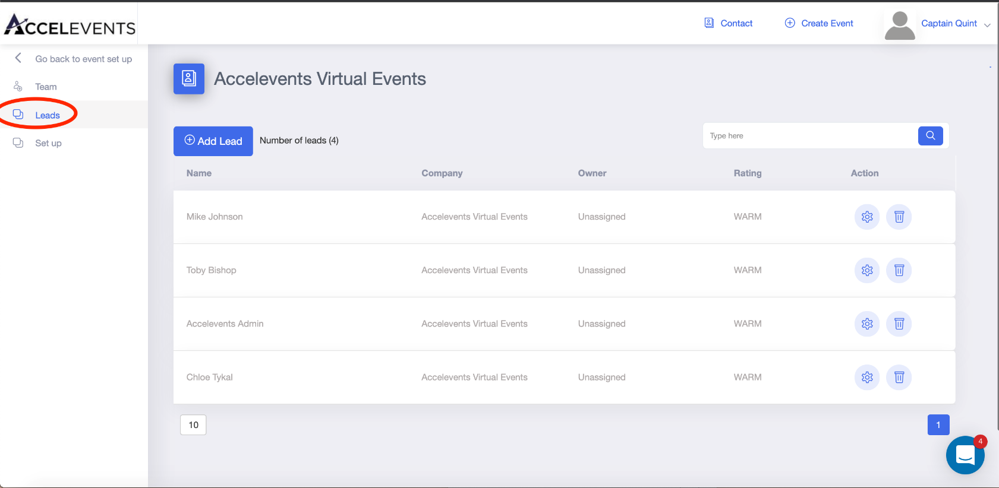 ACCELEVENTS
Contact
Create Event
Captain Quint
Go back to event set up
Team
Leads
Set up
Accelevents Virtual Events
Add Lead
Number of leads (4)
Type here
Name Company Owner Rating Action
Mike Johnson Accelevents Virtual Events Unassigned WARM
Toby Bishop Accelevents Virtual Events Unassigned WARM
Accelevents Admin Accelevents Virtual Events Unassigned WARM
Chloe Tykal Accelevents Virtual Events Unassigned WARM
10
1
4